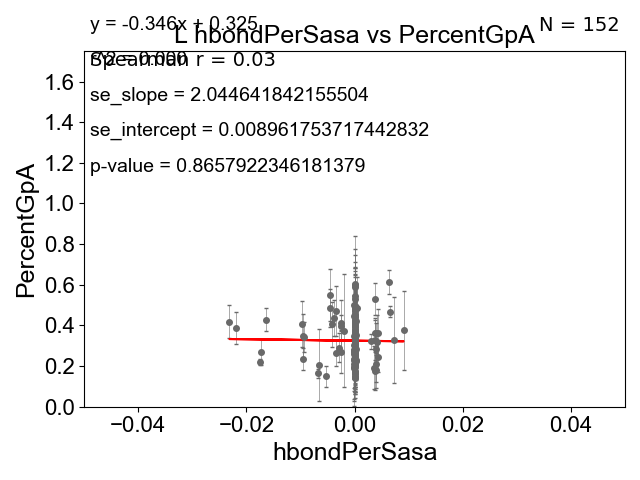 L hbondPerSasa vs PercentGpA
N = 152
y = -0.346x + 0.325
Spearman r = 0.03
se_slope = 2.044641842155504
se_intercept = 0.008961753717442832
p-value = 0.8657922346181379
PercentGpA
1.6
1.4
1.2
1.0
0.8
0.6
0.4
0.2
0.0
−0.04
−0.02
0.00
0.02
0.04
hbondPerSasa